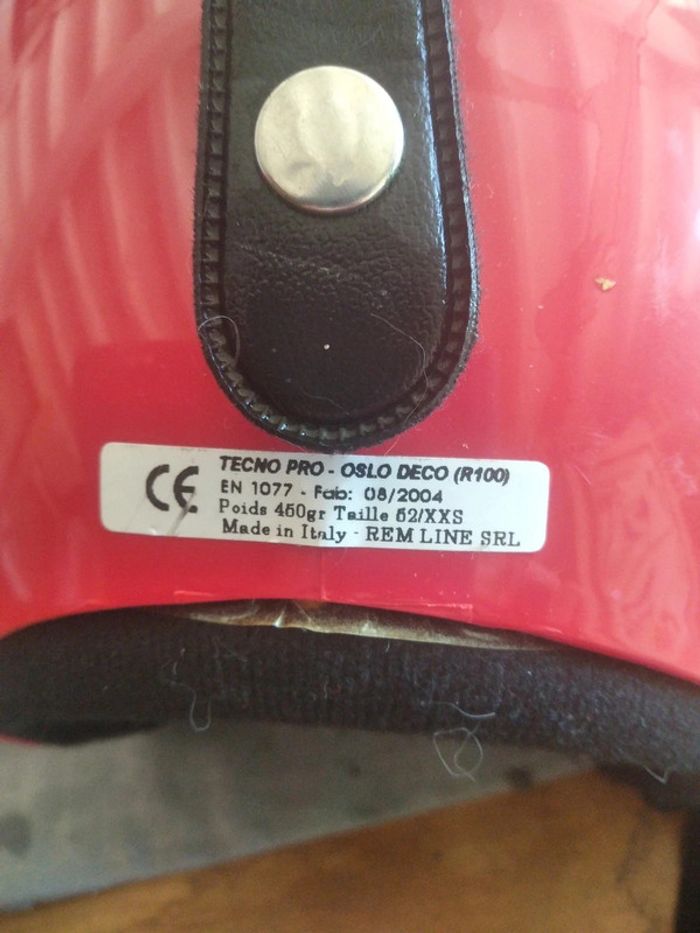 CE TECNO PRO - OSLO DECO (R100)
EN 1077 - Fab: 08/2004
Poids 450gr Taille 52/XXS
Made in Italy - REM LINE SRL